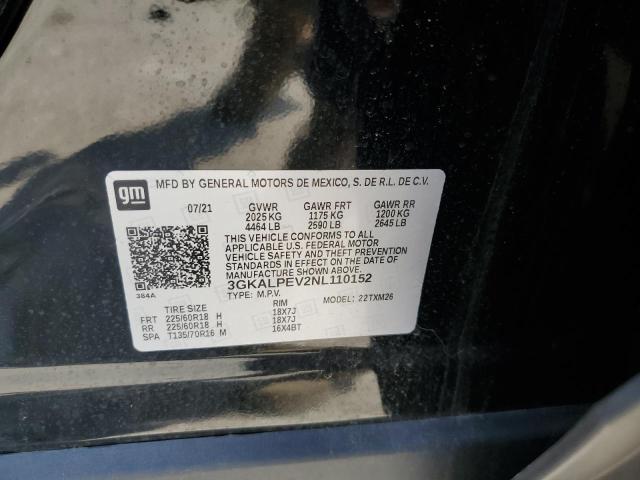 gm
MFD BY GENERAL MOTORS DE MEXICO, S. DE R.L. DE C.V.
07/21 GVWR GAWR FRT GAWR RR
2025 KG 1175 KG 1200 KG
4464 LB 2590 LB 2645 LB
THIS VEHICLE CONFORMS TO ALL
APPLICABLE U.S. FEDERAL MOTOR
VEHICLE SAFETY AND THEFT PREVENTION
STANDARDS IN EFFECT ON THE DATE
OF MANUFACTURE SHOWN ABOVE.
3GKALPEV2NL110152
384A TYPE: M.P.V. MODEL: 22TXM26
TIRE SIZE RIM
FRT 225/60R18 H 18X7J
RR 225/60R18 H 18X7J
SPA T135/70R16 M 16X4BT